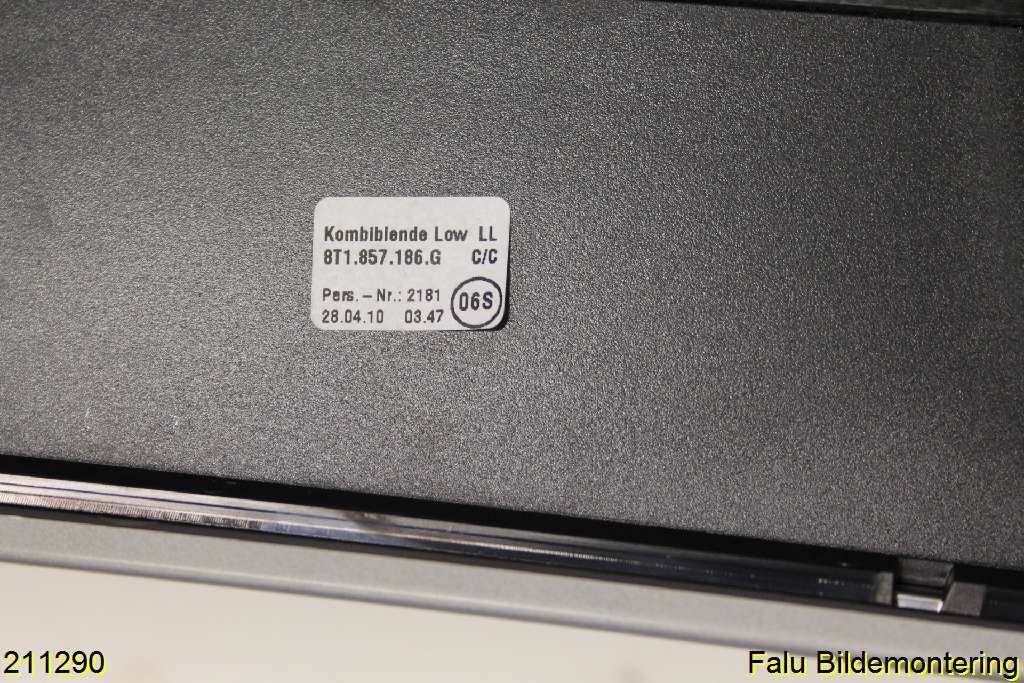 Kombiblende Low LL
8T1.857.186.G C/C
Pers. – Nr.: 2181
28.04.10 03.47
06S
211290
Falu Bildemontering